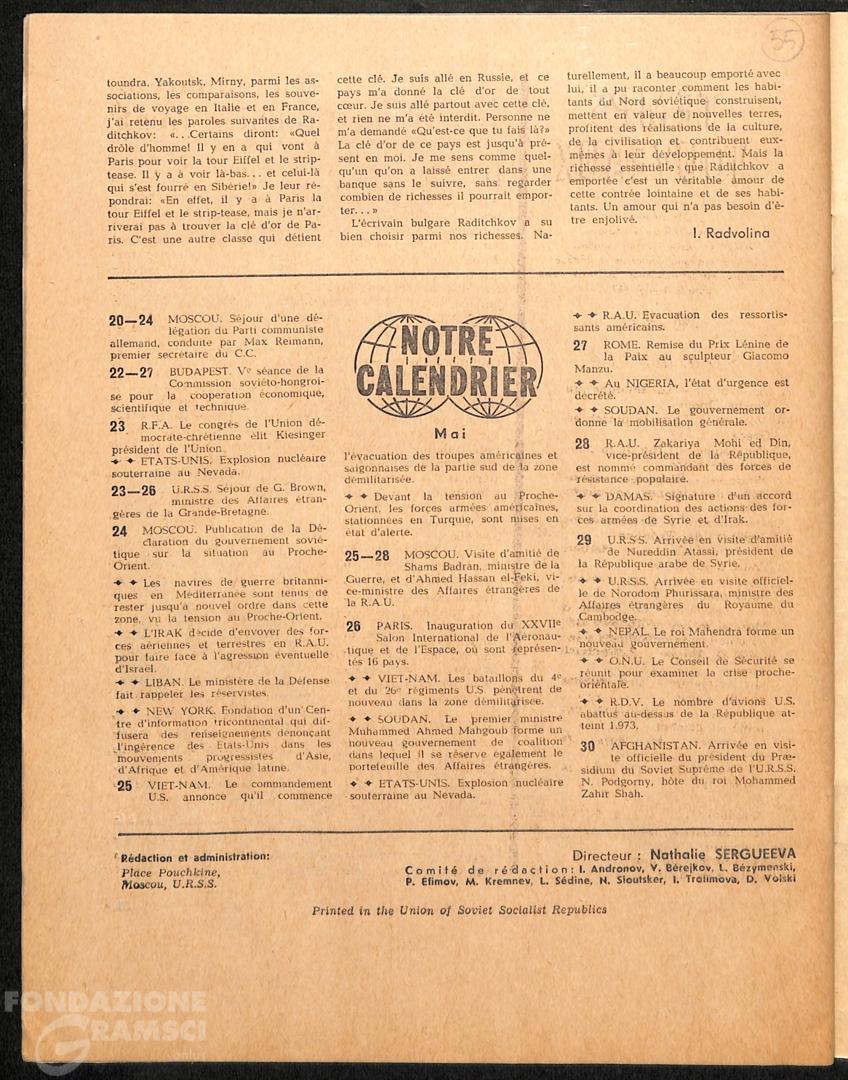 55
toundra. Yakoutsk, Mirny, parmi les as-
sociations, les comparaisons, les souve-
nirs de voyage en Italie et en France,
j'ai retenu les paroles suivantes de Ra-
ditchkov: «...Certains diront: «Quel
drôle d'homme! Il y en a qui vont à
Paris pour voir la tour Eiffel et le strip-
tease. Il y a à voir là-bas... et celui-là
qui s'est fourré en Sibérie!» Je leur ré-
pondrai: «En effet, il y a à Paris la
tour Eiffel et le strip-tease, mais je n'ar-
riverai pas à trouver la clé d'or de Pa-
ris. C'est une autre classe qui détient
cette clé. Je suis allé en Russie, et ce
pays m'a donné la clé d'or de tout
cœur. Je suis allé partout avec cette clé,
et rien ne m'a été interdit. Personne ne
m'a demandé «Qu'est-ce que tu fais là?»
La clé d'or de ce pays est jusqu'à pré-
sent en moi. Je me sens comme quel-
qu'un qu'on a laissé entrer dans une
banque sans le suivre, sans regarder
combien de richesses il pourrait empor-
ter...»
L'écrivain bulgare Raditchkov a su
bien choisir parmi nos richesses. Na-
turellement, il a beaucoup emporté avec
lui, il a pu raconter comment les habi-
tants du Nord soviétique construisent,
mettent en valeur de nouvelles terres,
profitent des réalisations de la culture,
de la civilisation et contribuent eux-
mêmes à leur développement. Mais la
richesse essentielle que Raditchkov a
emportée c'est un véritable amour de
cette contrée lointaine et de ses habi-
tants. Un amour qui n'a pas besoin d'ê-
tre enjolivé.
I. Radvolina
20—24 MOSCOU. Séjour d'une dé-
légation du Parti communiste
allemand, conduite par Max Reimann,
premier secrétaire du C.C.
22—27 BUDAPEST. Ve séance de la
Commission soviéto-hongroi-
se pour la coopération économique,
scientifique et technique.
23 R.F.A. Le congrès de l'Union dé-
mocrate-chrétienne élit Kiesinger
président de l'Union.
✦ ✦ ETATS-UNIS. Explosion nucléaire
souterraine au Nevada.
23—26 U.R.S.S. Séjour de G. Brown,
ministre des Affaires étran-
gères de la Grande-Bretagne.
24 MOSCOU. Publication de la Dé-
claration du gouvernement sovié-
tique sur la situation au Proche-
Orient.
✦ ✦ Les navires de guerre britanni-
ques en Méditerranée sont tenus de
rester jusqu'à nouvel ordre dans cette
zone, vu la tension au Proche-Orient.
✦ ✦ L'IRAK décide d'envoyer des for-
ces aériennes et terrestres en R.A.U.
pour faire face à l'agression éventuelle
d'Israel.
✦ ✦ LIBAN. Le ministère de la Défense
fait rappeler les réservistes.
✦ ✦ NEW YORK. Fondation d'un Cen-
tre d'information tricontinental qui dif-
fusera des renseignements dénonçant
l'ingérence des Etats-Unis dans les
mouvements progressistes d'Asie,
d'Afrique et d'Amérique latine.
25 VIET-NAM. Le commandement
U.S. annonce qu'il commence
NOTRE
CALENDRIER
Mai
l'évacuation des troupes américaines et
saïgonnaises de la partie sud de la zone
démilitarisée.
✦ ✦ Devant la tension au Proche-
Orient, les forces armées américaines,
stationnées en Turquie, sont mises en
état d'alerte.
25—28 MOSCOU. Visite d'amitié de
Shams Badran, ministre de la
Guerre, et d'Ahmed Hassan el-Feki, vi-
ce-ministre des Affaires étrangères de
la R.A.U.
26 PARIS. Inauguration du XXVIIe
Salon International de l'Aéronau-
tique et de l'Espace, où sont représen-
tés 16 pays.
✦ ✦ VIET-NAM. Les bataillons du 4e
et du 26e régiments U.S. pénètrent de
nouveau dans la zone démilitarisée.
✦ ✦ SOUDAN. Le premier ministre
Muhammed Ahmed Mahgoub forme un
nouveau gouvernement de coalition
dans lequel il se réserve également le
portefeuille des Affaires étrangères.
✦ ✦ ETATS-UNIS. Explosion nucléaire
souterraine au Nevada.
✦ ✦ R.A.U. Evacuation des ressortis-
sants américains.
27 ROME. Remise du Prix Lénine de
la Paix au sculpteur Giacomo
Manzu.
✦ ✦ Au NIGERIA, l'état d'urgence est
décrété.
✦ ✦ SOUDAN. Le gouvernement or-
donne la mobilisation générale.
28 R.A.U. Zakariya Mohi ed Din,
vice-président de la République,
est nommé commandant des forces de
résistance populaire.
✦ ✦ DAMAS. Signature d'un accord
sur la coordination des actions des for-
ces armées de Syrie et d'Irak.
29 U.R.S.S. Arrivée en visite d'amitié
de Nureddin Atassi, président de
la République arabe de Syrie.
✦ ✦ U.R.S.S. Arrivée en visite officiel-
le de Norodom Phurissara, ministre des
Affaires étrangères du Royaume du
Cambodge.
✦ ✦ NEPAL. Le roi Mahendra forme un
nouveau gouvernement.
✦ ✦ O.N.U. Le Conseil de Sécurité se
réunit pour examiner la crise proche-
orientale.
✦ ✦ R.D.V. Le nombre d'avions U.S.
abattus au-dessus de la République at-
teint 1.973.
30 AFGHANISTAN. Arrivée en visi-
te officielle du président du Præ-
sidium du Soviet Suprême de l'U.R.S.S.
N. Podgorny, hôte du roi Mohammed
Zahir Shah.
Rédaction et administration:
Place Pouchkine,
Moscou, U.R.S.S.
Directeur : Nathalie SERGUEEVA
Comité de rédaction: I. Andronov, V. Bérejkov, L. Bézymenski,
P. Efimov, M. Kremnev, L. Sédine, N. Sloutsker, I. Trofimova, D. Volski
Printed in the Union of Soviet Socialist Republics
FONDAZIONE
GRAMSCI